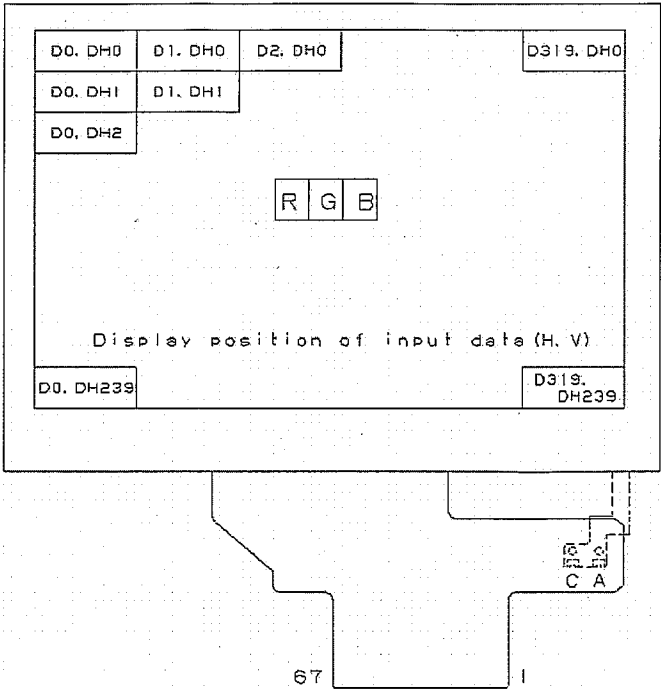 D0, DH0 D1, DH0 D2, DH0 D319, DH0
D0, DH1 D1, DH1
D0, DH2
R G B
Display position of input data (H, V)
D0, DH239 D319, DH239
C A
67 1